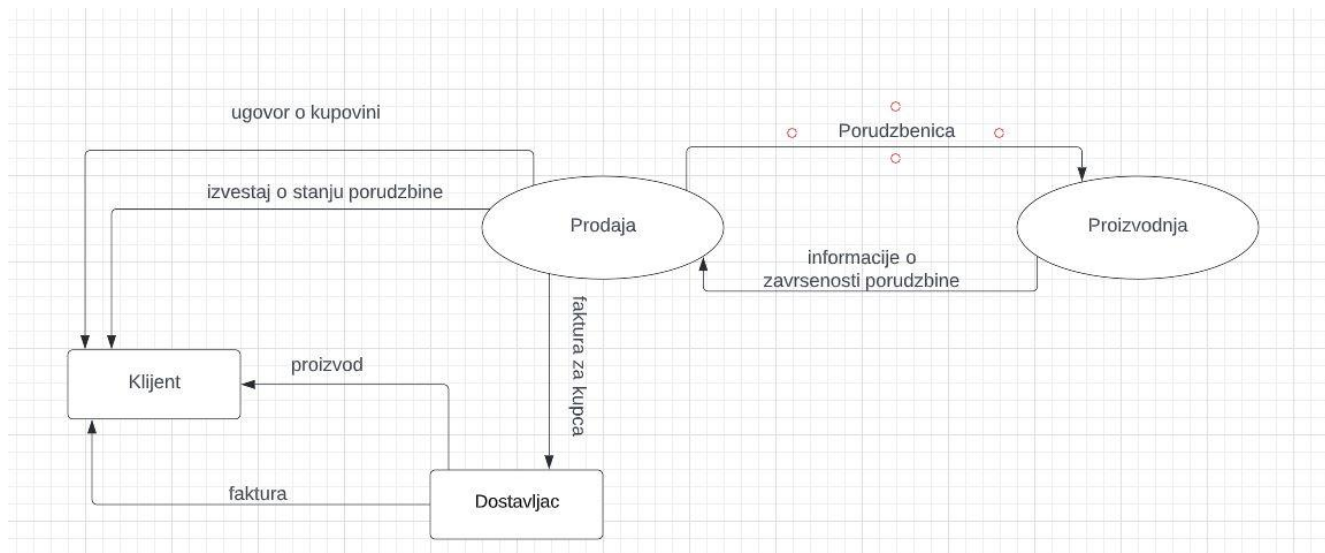 ugovor o kupovini
Porudzbenica
izvestaj o stanju porudzbine
Prodaja
Proizvodnja
informacije o
zavrsenosti porudzbine
faktura za kupca
proizvod
Klijent
faktura
Dostavljac